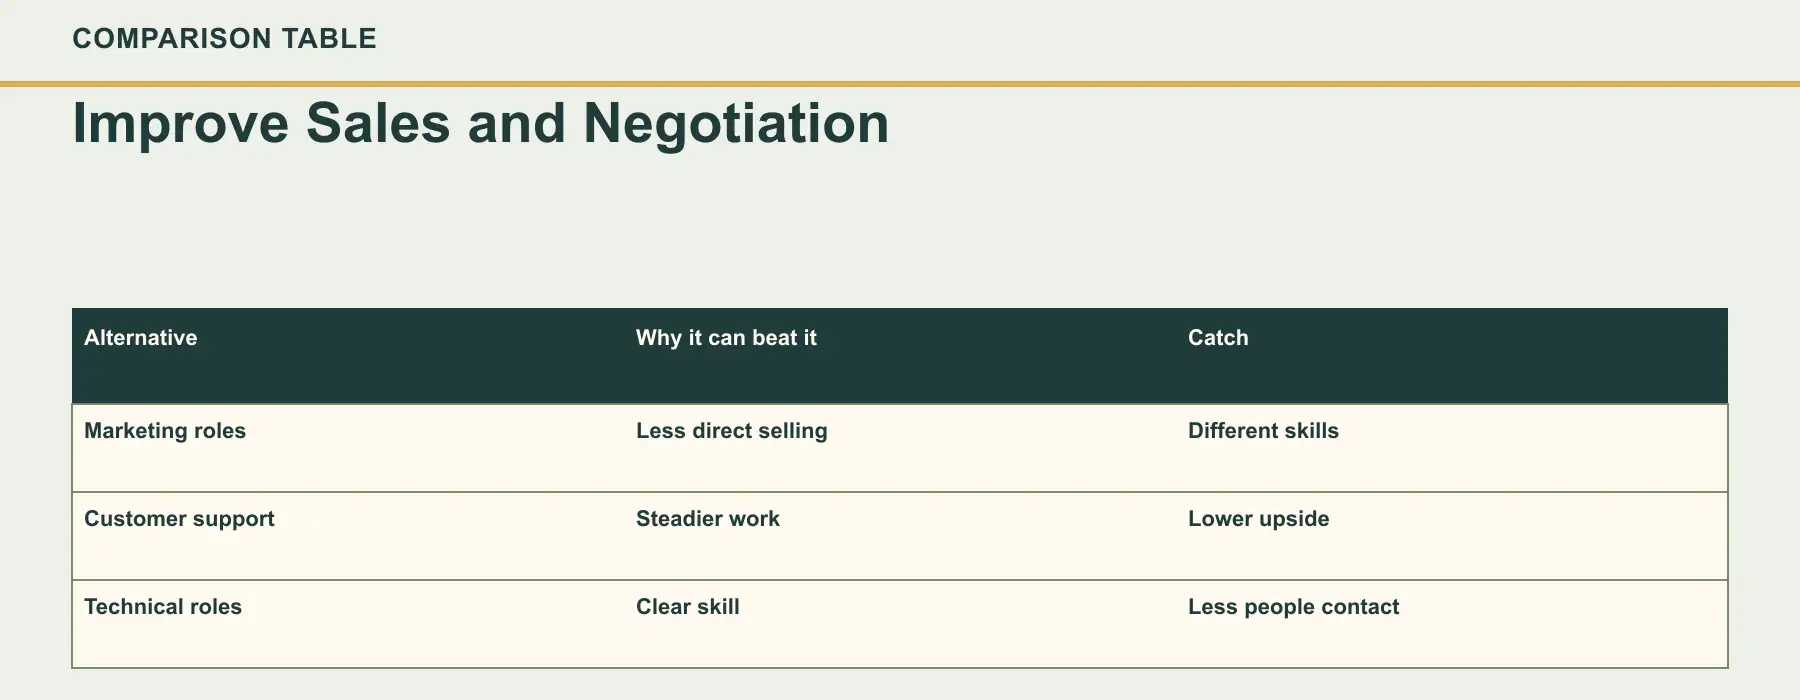 COMPARISON TABLE
Improve Sales and Negotiation
Alternative Why it can beat it Catch
Marketing roles Less direct selling Different skills
Customer support Steadier work Lower upside
Technical roles Clear skill Less people contact